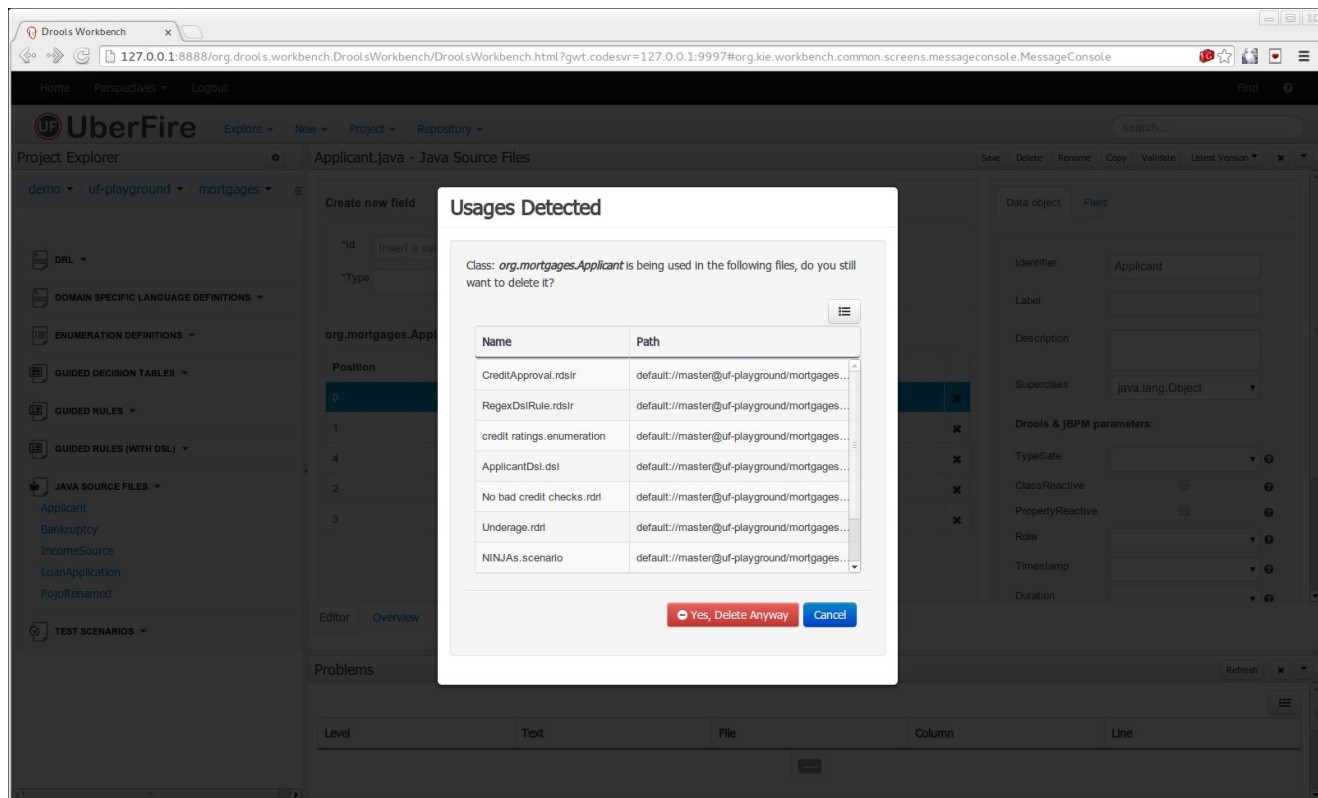 Drools Workbench
127.0.0.1:8888/org.drools.workbench.DroolsWorkbench/DroolsWorkbench.html?gwt.codesvr=127.0.0.1:9997#org.kie.workbench.common.screens.messageconsole.MessageConsole
Home Perspectives Logout Find
UF UberFire Explore New Project Repository search...
Project Explorer
Applicant.java - Java Source Files
Save Delete Rename Copy Validate Latest Version
demo / uf-playground / mortgages
DRL
DOMAIN SPECIFIC LANGUAGE DEFINITIONS
ENUMERATION DEFINITIONS
GUIDED DECISION TABLES
GUIDED RULES
GUIDED RULES (WITH DSL)
JAVA SOURCE FILES
Applicant
Bankruptcy
IncomeSource
LoanApplication
PojoRenamed
TEST SCENARIOS
Create new field
*Id Insert a val
*Type
org.mortgages.Appl
Position
0
1
4
2
3
Editor Overview
Usages Detected
Class: org.mortgages.Applicant is being used in the following files, do you still
want to delete it?
Name Path
CreditApproval.rdslr default://master@uf-playground/mortgages...
RegexDslRule.rdslr default://master@uf-playground/mortgages...
credit ratings.enumeration default://master@uf-playground/mortgages...
ApplicantDsl.dsl default://master@uf-playground/mortgages...
No bad credit checks.rdrl default://master@uf-playground/mortgages...
Underage.rdrl default://master@uf-playground/mortgages...
NINJAs.scenario default://master@uf-playground/mortgages...
Yes, Delete Anyway Cancel
Data object Field
Identifier Applicant
Label
Description
Superclass java.lang.Object
Drools & jBPM parameters:
TypeSafe
ClassReactive
PropertyReactive
Role
Timestamp
Duration
Problems Refresh
Level Text File Column Line